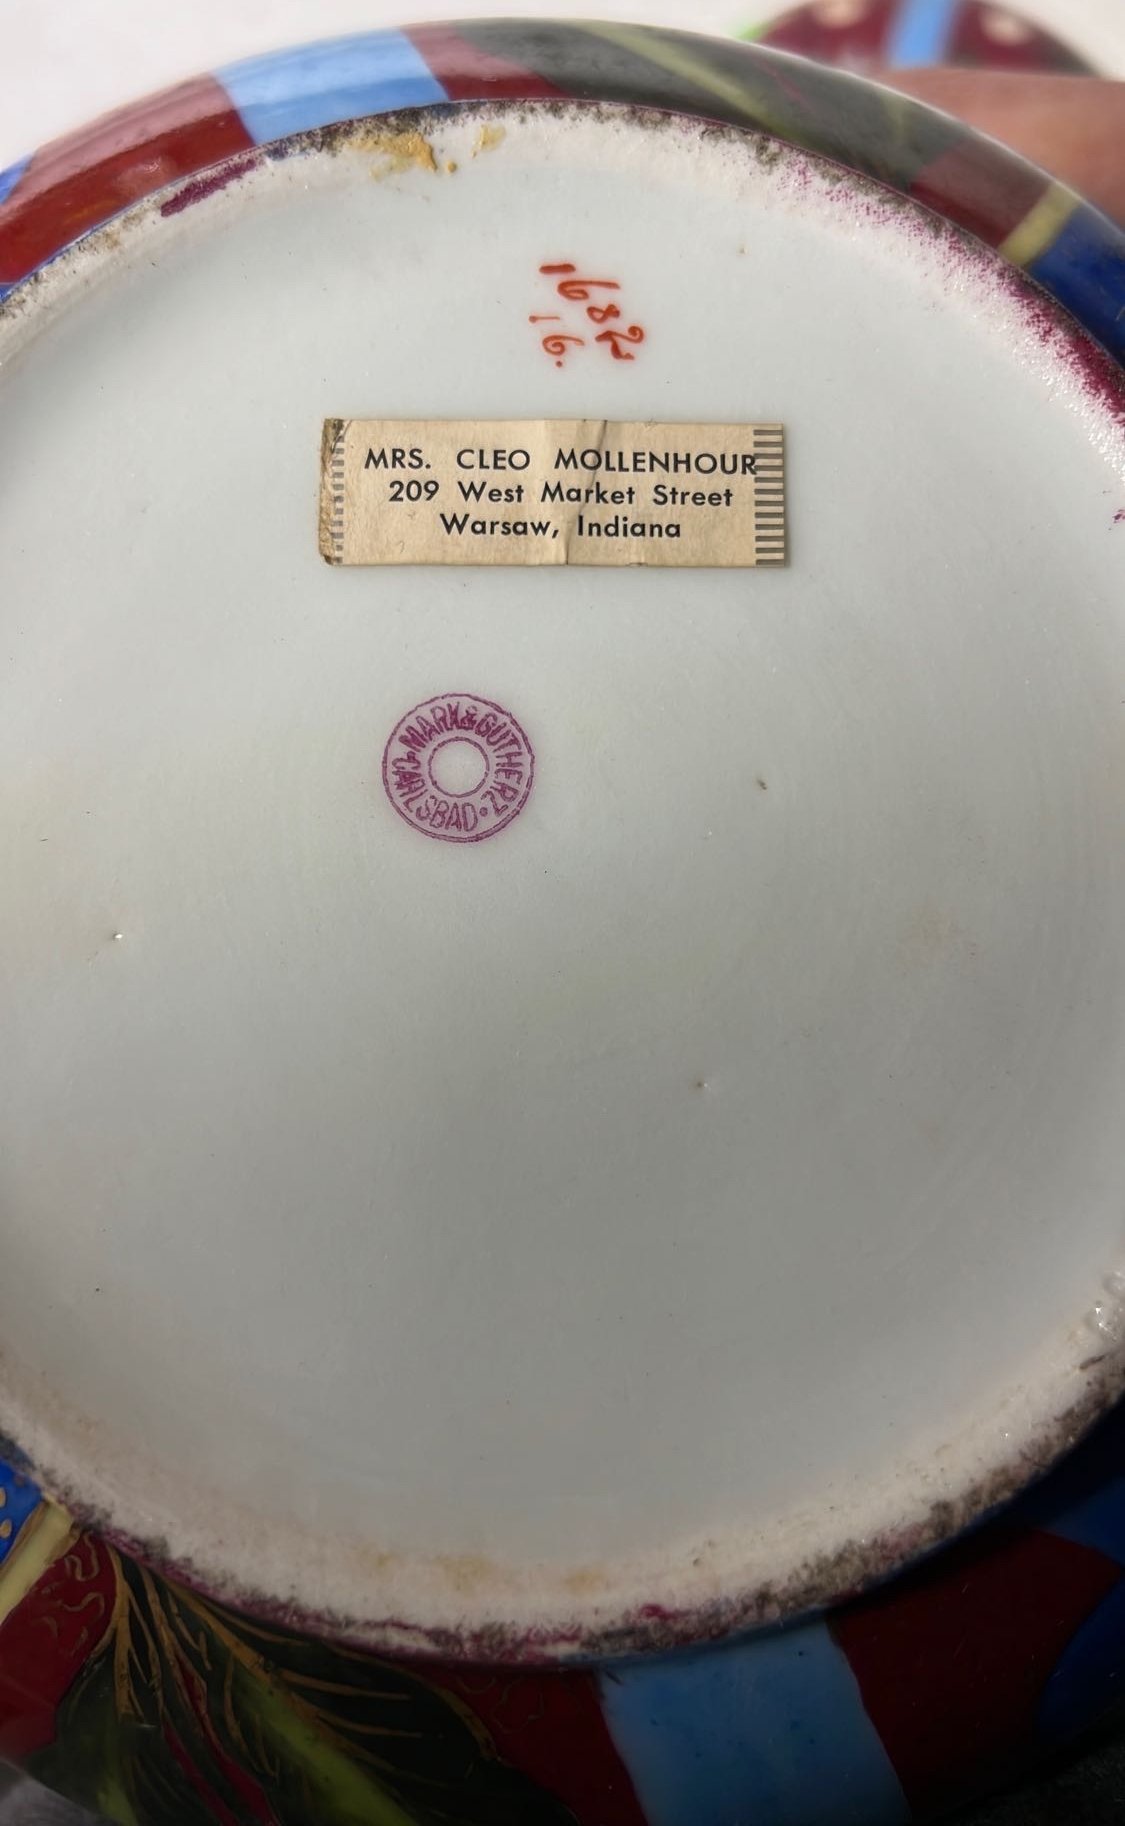 1682
16.
MRS. CLEO MOLLENHOUR
209 West Market Street
Warsaw, Indiana
MARK & GUTHERZ
CARLSBAD